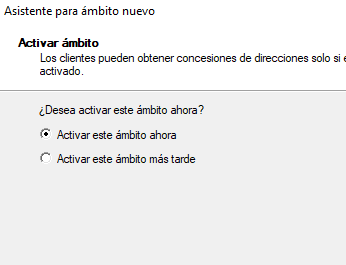 Asistente para ámbito nuevo
Activar ámbito
Los clientes pueden obtener concesiones de direcciones solo si
activado.
¿Desea activar este ámbito ahora?
Activar este ámbito ahora
Activar este ámbito más tarde